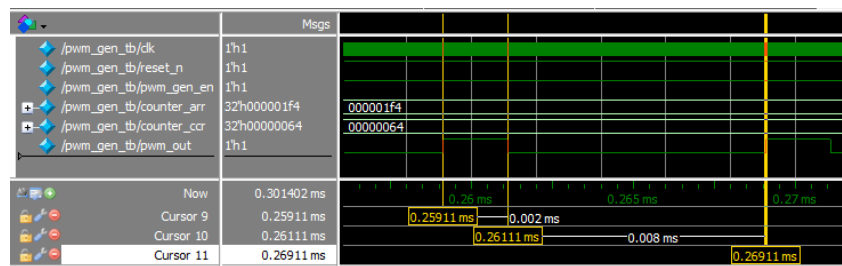 Msgs
/pwm_gen_tb/clk 1'h1
/pwm_gen_tb/reset_n 1'h1
/pwm_gen_tb/pwm_gen_en 1'h1
/pwm_gen_tb/counter_arr 32'h000001f4 000001f4
/pwm_gen_tb/counter_ccr 32'h00000064 00000064
/pwm_gen_tb/pwm_out 1'h1
Now 0.301402 ms 0.26 ms 0.265 ms 0.27 ms
Cursor 9 0.25911 ms 0.25911 ms 0.002 ms
Cursor 10 0.26111 ms 0.26111 ms 0.008 ms
Cursor 11 0.26911 ms 0.26911 ms